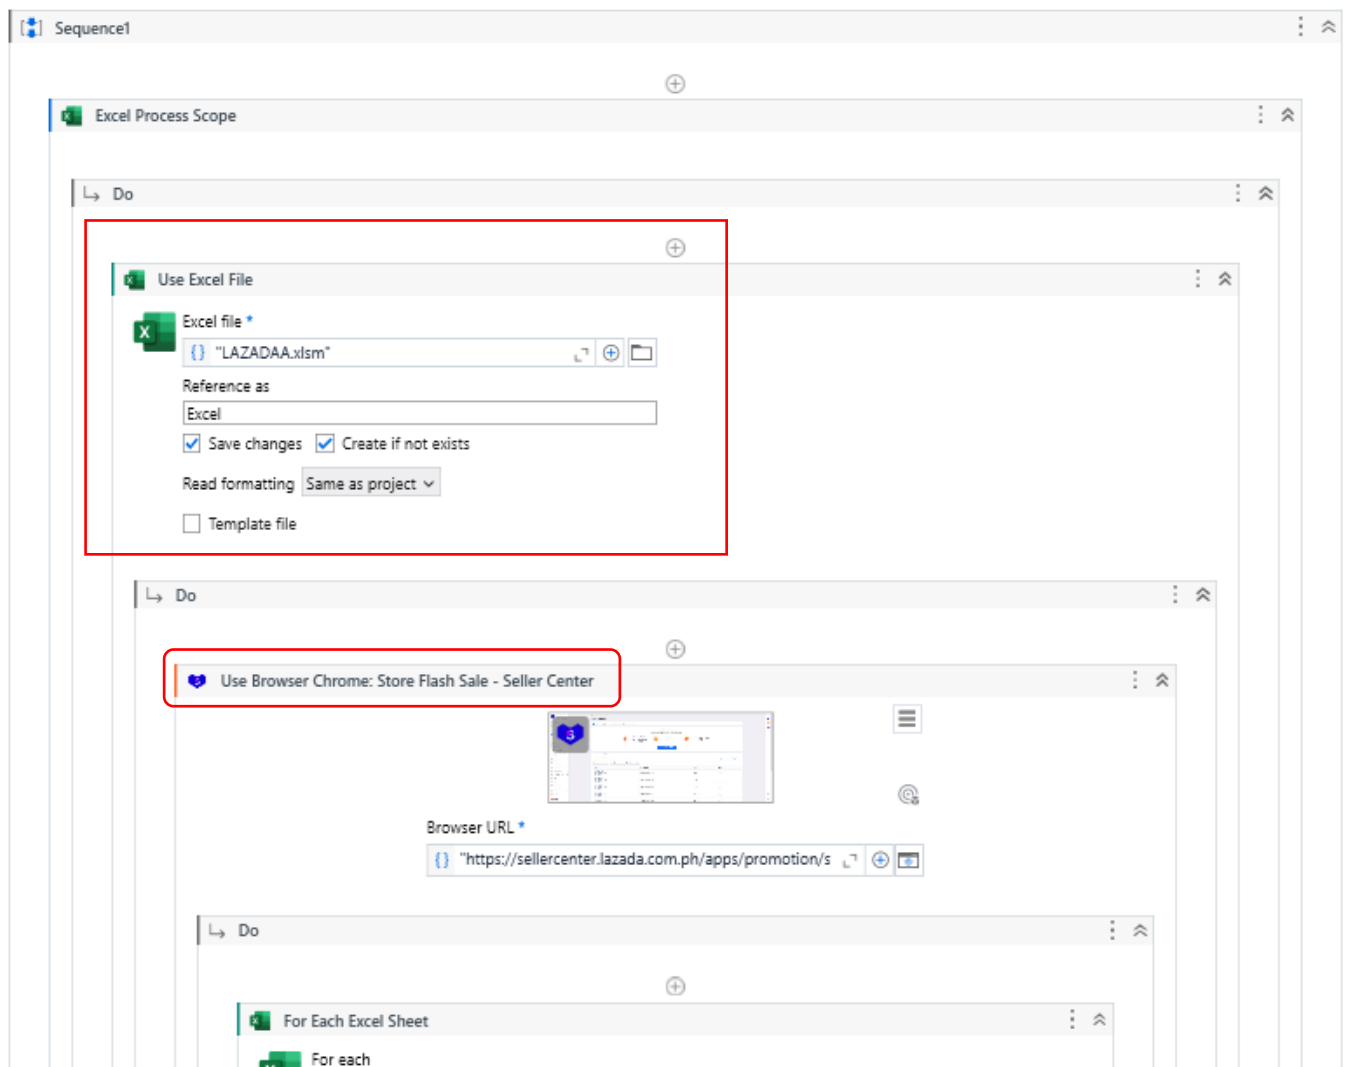 Sequence1
Excel Process Scope
Do
Use Excel File
Excel file *
"LAZADAA.xlsm"
Reference as
Excel
Save changes Create if not exists
Read formatting Same as project
Template file
Do
Use Browser Chrome: Store Flash Sale - Seller Center
Browser URL *
"https://sellercenter.lazada.com.ph/apps/promotion/s
Do
For Each Excel Sheet
For each